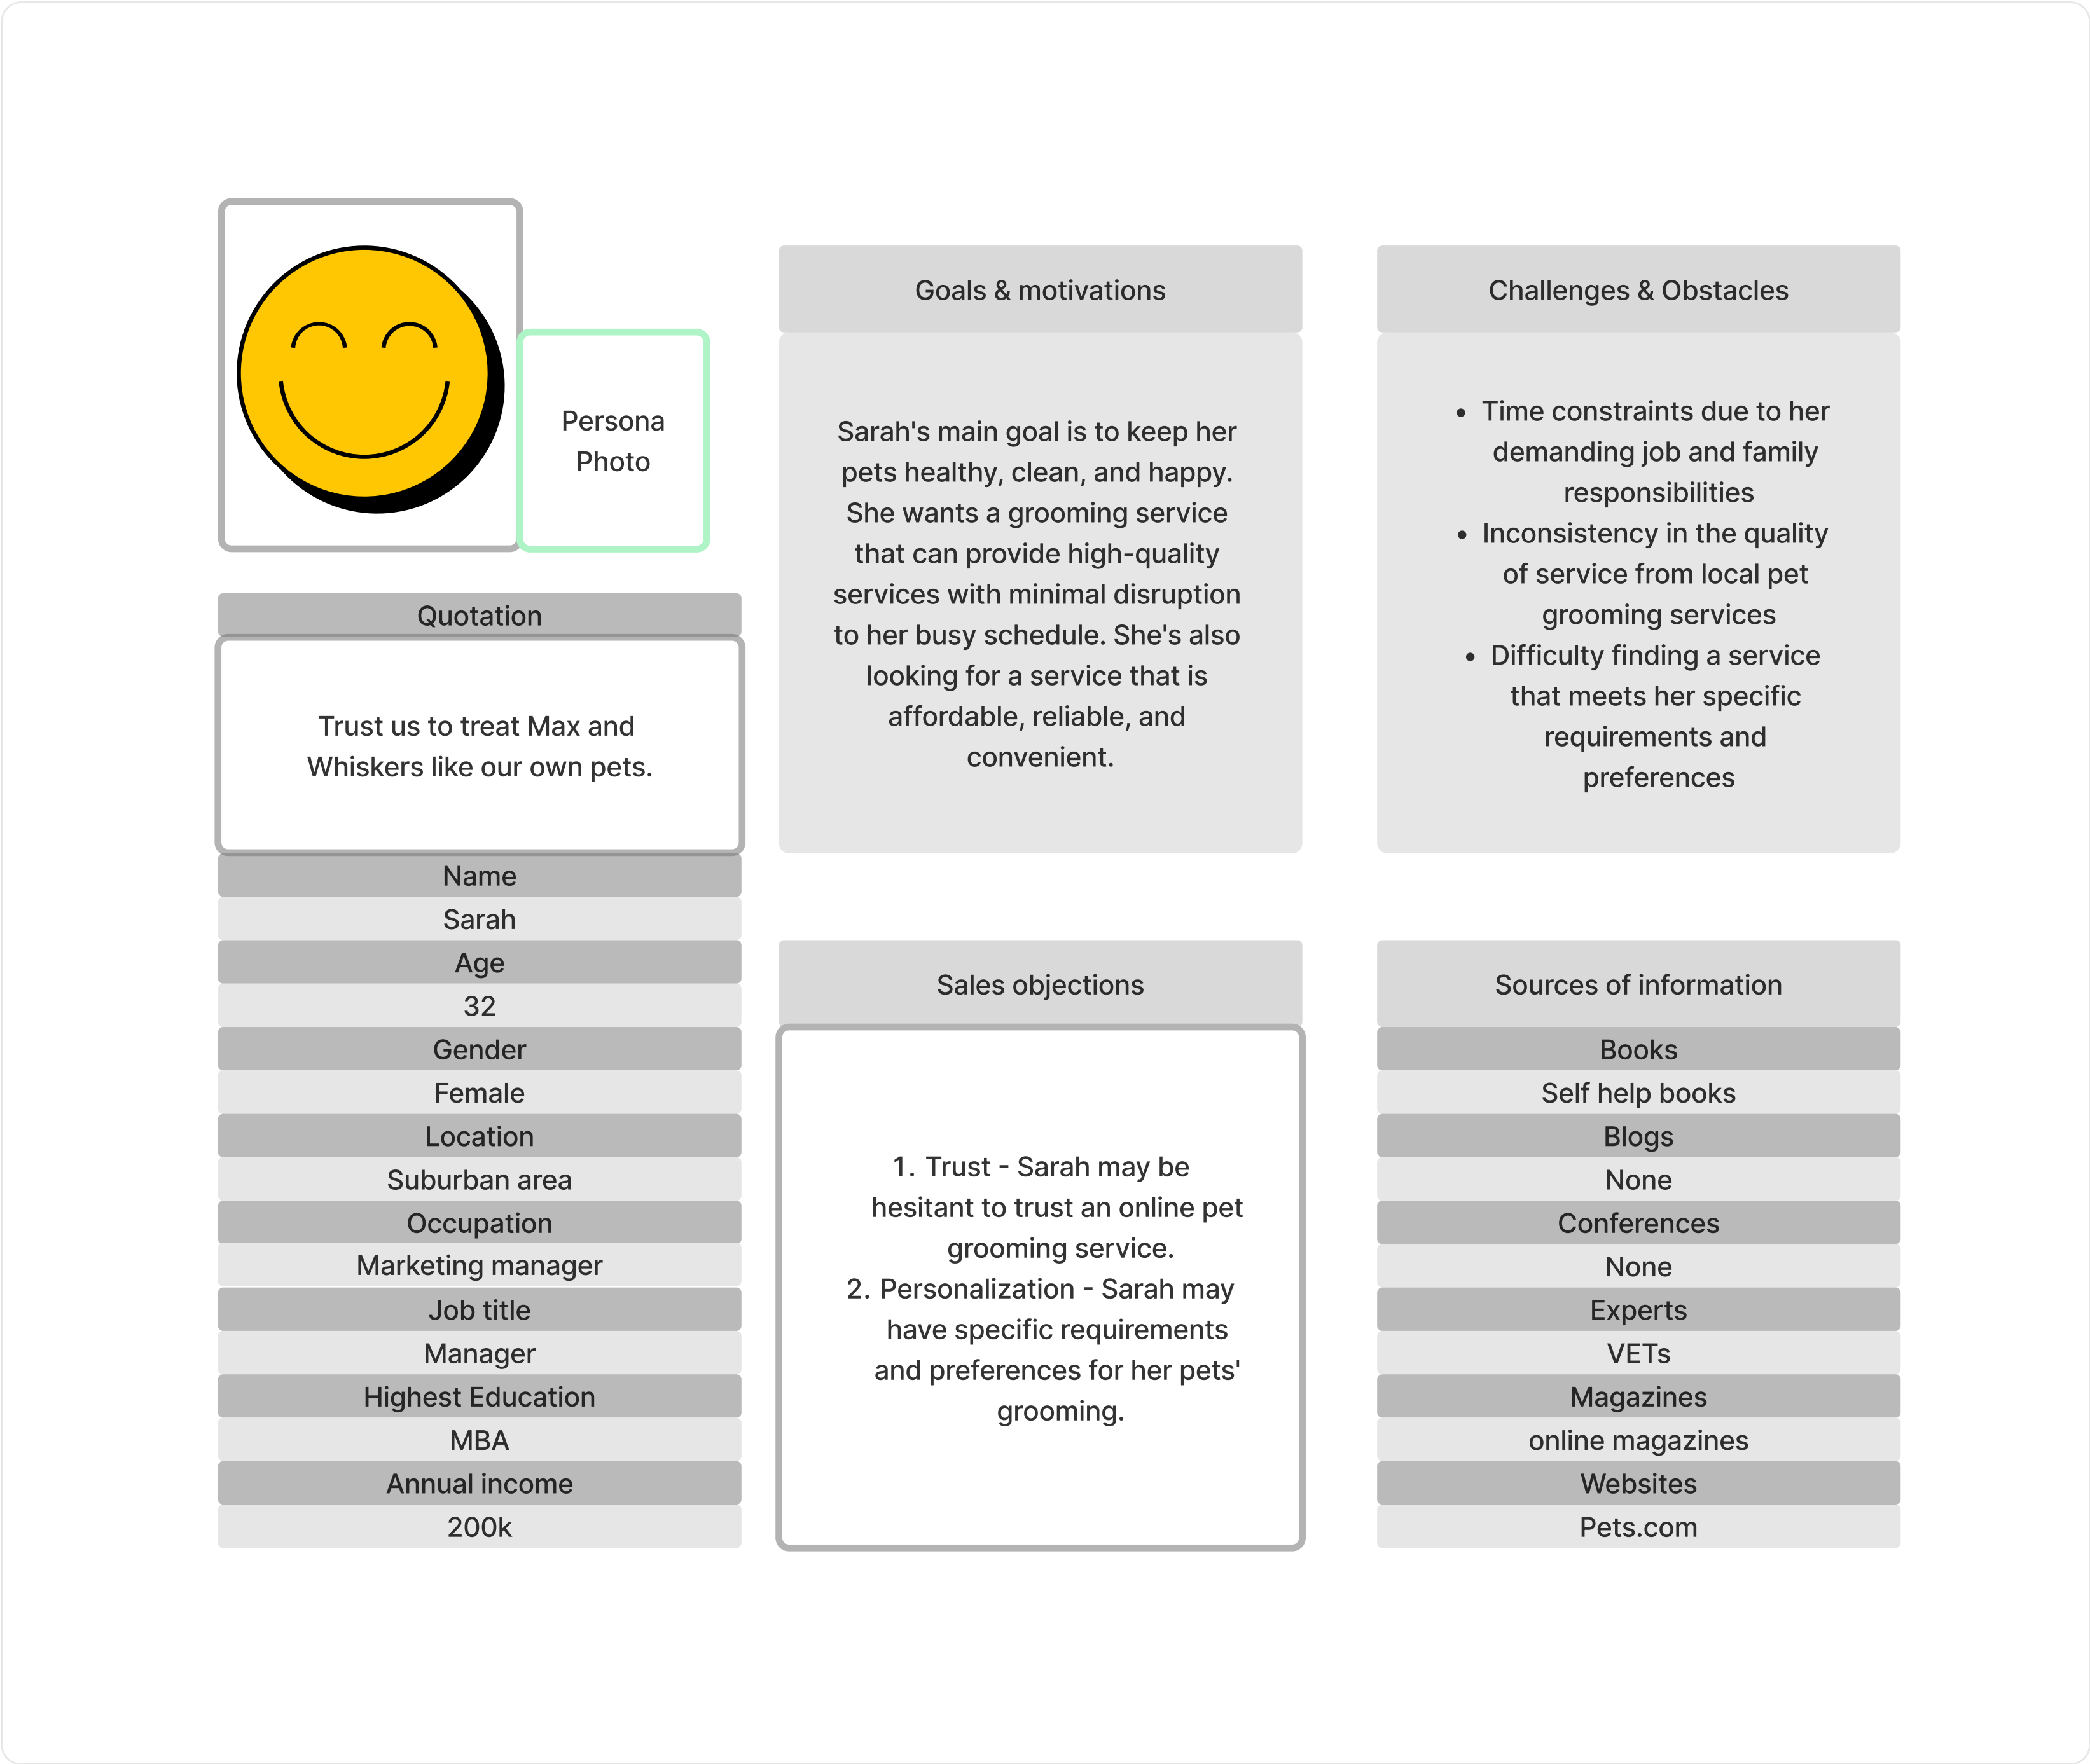 Persona
Photo
Quotation
Trust us to treat Max and
Whiskers like our own pets.
Name
Sarah
Age
32
Gender
Female
Location
Suburban area
Occupation
Marketing manager
Job title
Manager
Highest Education
MBA
Annual income
200k
Goals & motivations
Sarah's main goal is to keep her
pets healthy, clean, and happy.
She wants a grooming service
that can provide high-quality
services with minimal disruption
to her busy schedule. She's also
looking for a service that is
affordable, reliable, and
convenient.
Sales objections
1. Trust - Sarah may be
hesitant to trust an online pet
grooming service.
2. Personalization - Sarah may
have specific requirements
and preferences for her pets'
grooming.
Challenges & Obstacles
• Time constraints due to her
demanding job and family
responsibilities
• Inconsistency in the quality
of service from local pet
grooming services
• Difficulty finding a service
that meets her specific
requirements and
preferences
Sources of information
Books
Self help books
Blogs
None
Conferences
None
Experts
VETs
Magazines
online magazines
Websites
Pets.com